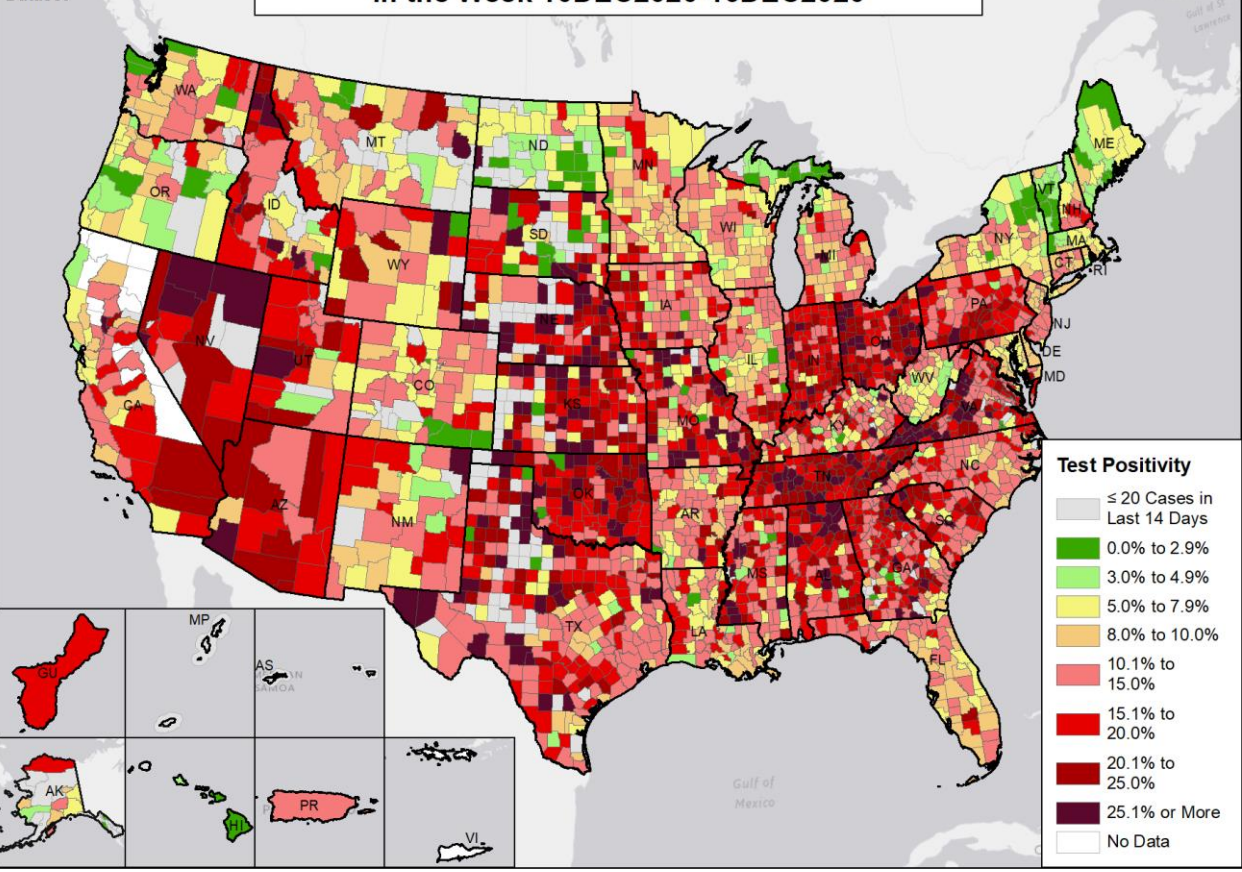 Gulf of St.
Lawrence
WA
MT
ND
MN
ME
OR
ID
SD
WI
VT
NH
NY
MA
WY
MI
CT
RI
IA
PA
NE
NJ
NV
UT
IL
IN
OH
DE
CO
WV
MD
CA
KS
MO
KY
VA
AZ
NM
OK
TN
NC
AR
SC
MS
AL
GA
TX
LA
FL
GU
MP
AS
SAMOA
AK
HI
PR
VI
Gulf of
Mexico
Test Positivity
≤ 20 Cases in
Last 14 Days
0.0% to 2.9%
3.0% to 4.9%
5.0% to 7.9%
8.0% to 10.0%
10.1% to
15.0%
15.1% to
20.0%
20.1% to
25.0%
25.1% or More
No Data